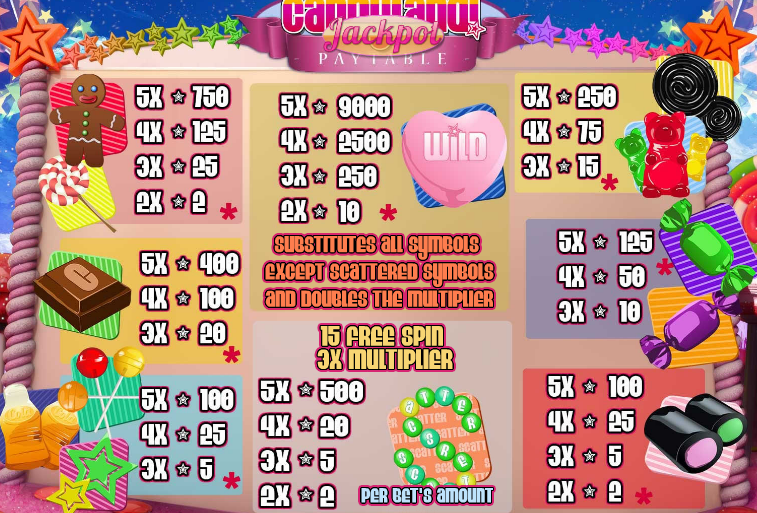 Candyland!
Jackpot
PAYTABLE
5X ★ 750
4X ★ 125
3X ★ 25
2X ★ 2 *
5X ★ 9000
4X ★ 2500
3X ★ 250
2X ★ 10 *
WILD
SUBSTITUTES ALL SYMBOLS
EXCEPT SCATTERED SYMBOLS
AND DOUBLES THE MULTIPLIER
5X ★ 250
4X ★ 75
3X ★ 15 *
5X ★ 400
4X ★ 100
3X ★ 20 *
C
5X ★ 125
4X ★ 50 *
3X ★ 10
15 FREE SPIN
3X MULTIPLIER
5X ★ 500
4X ★ 20
3X ★ 5
2X ★ 2
SCATTER
PER BET'S AMOUNT
5X ★ 100
4X ★ 25
3X ★ 5 *
5X ★ 100
4X ★ 25
3X ★ 5
2X ★ 2 *